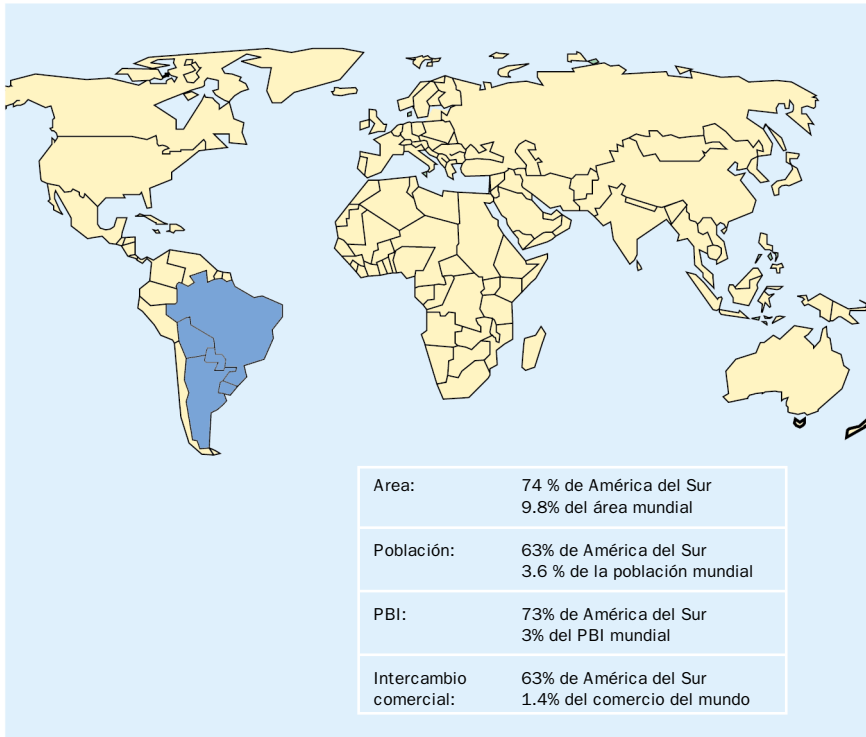 Area: 74 % de América del Sur
9.8% del área mundial
Población: 63% de América del Sur
3.6 % de la población mundial
PBI: 73% de América del Sur
3% del PBI mundial
Intercambio 63% de América del Sur
comercial: 1.4% del comercio del mundo